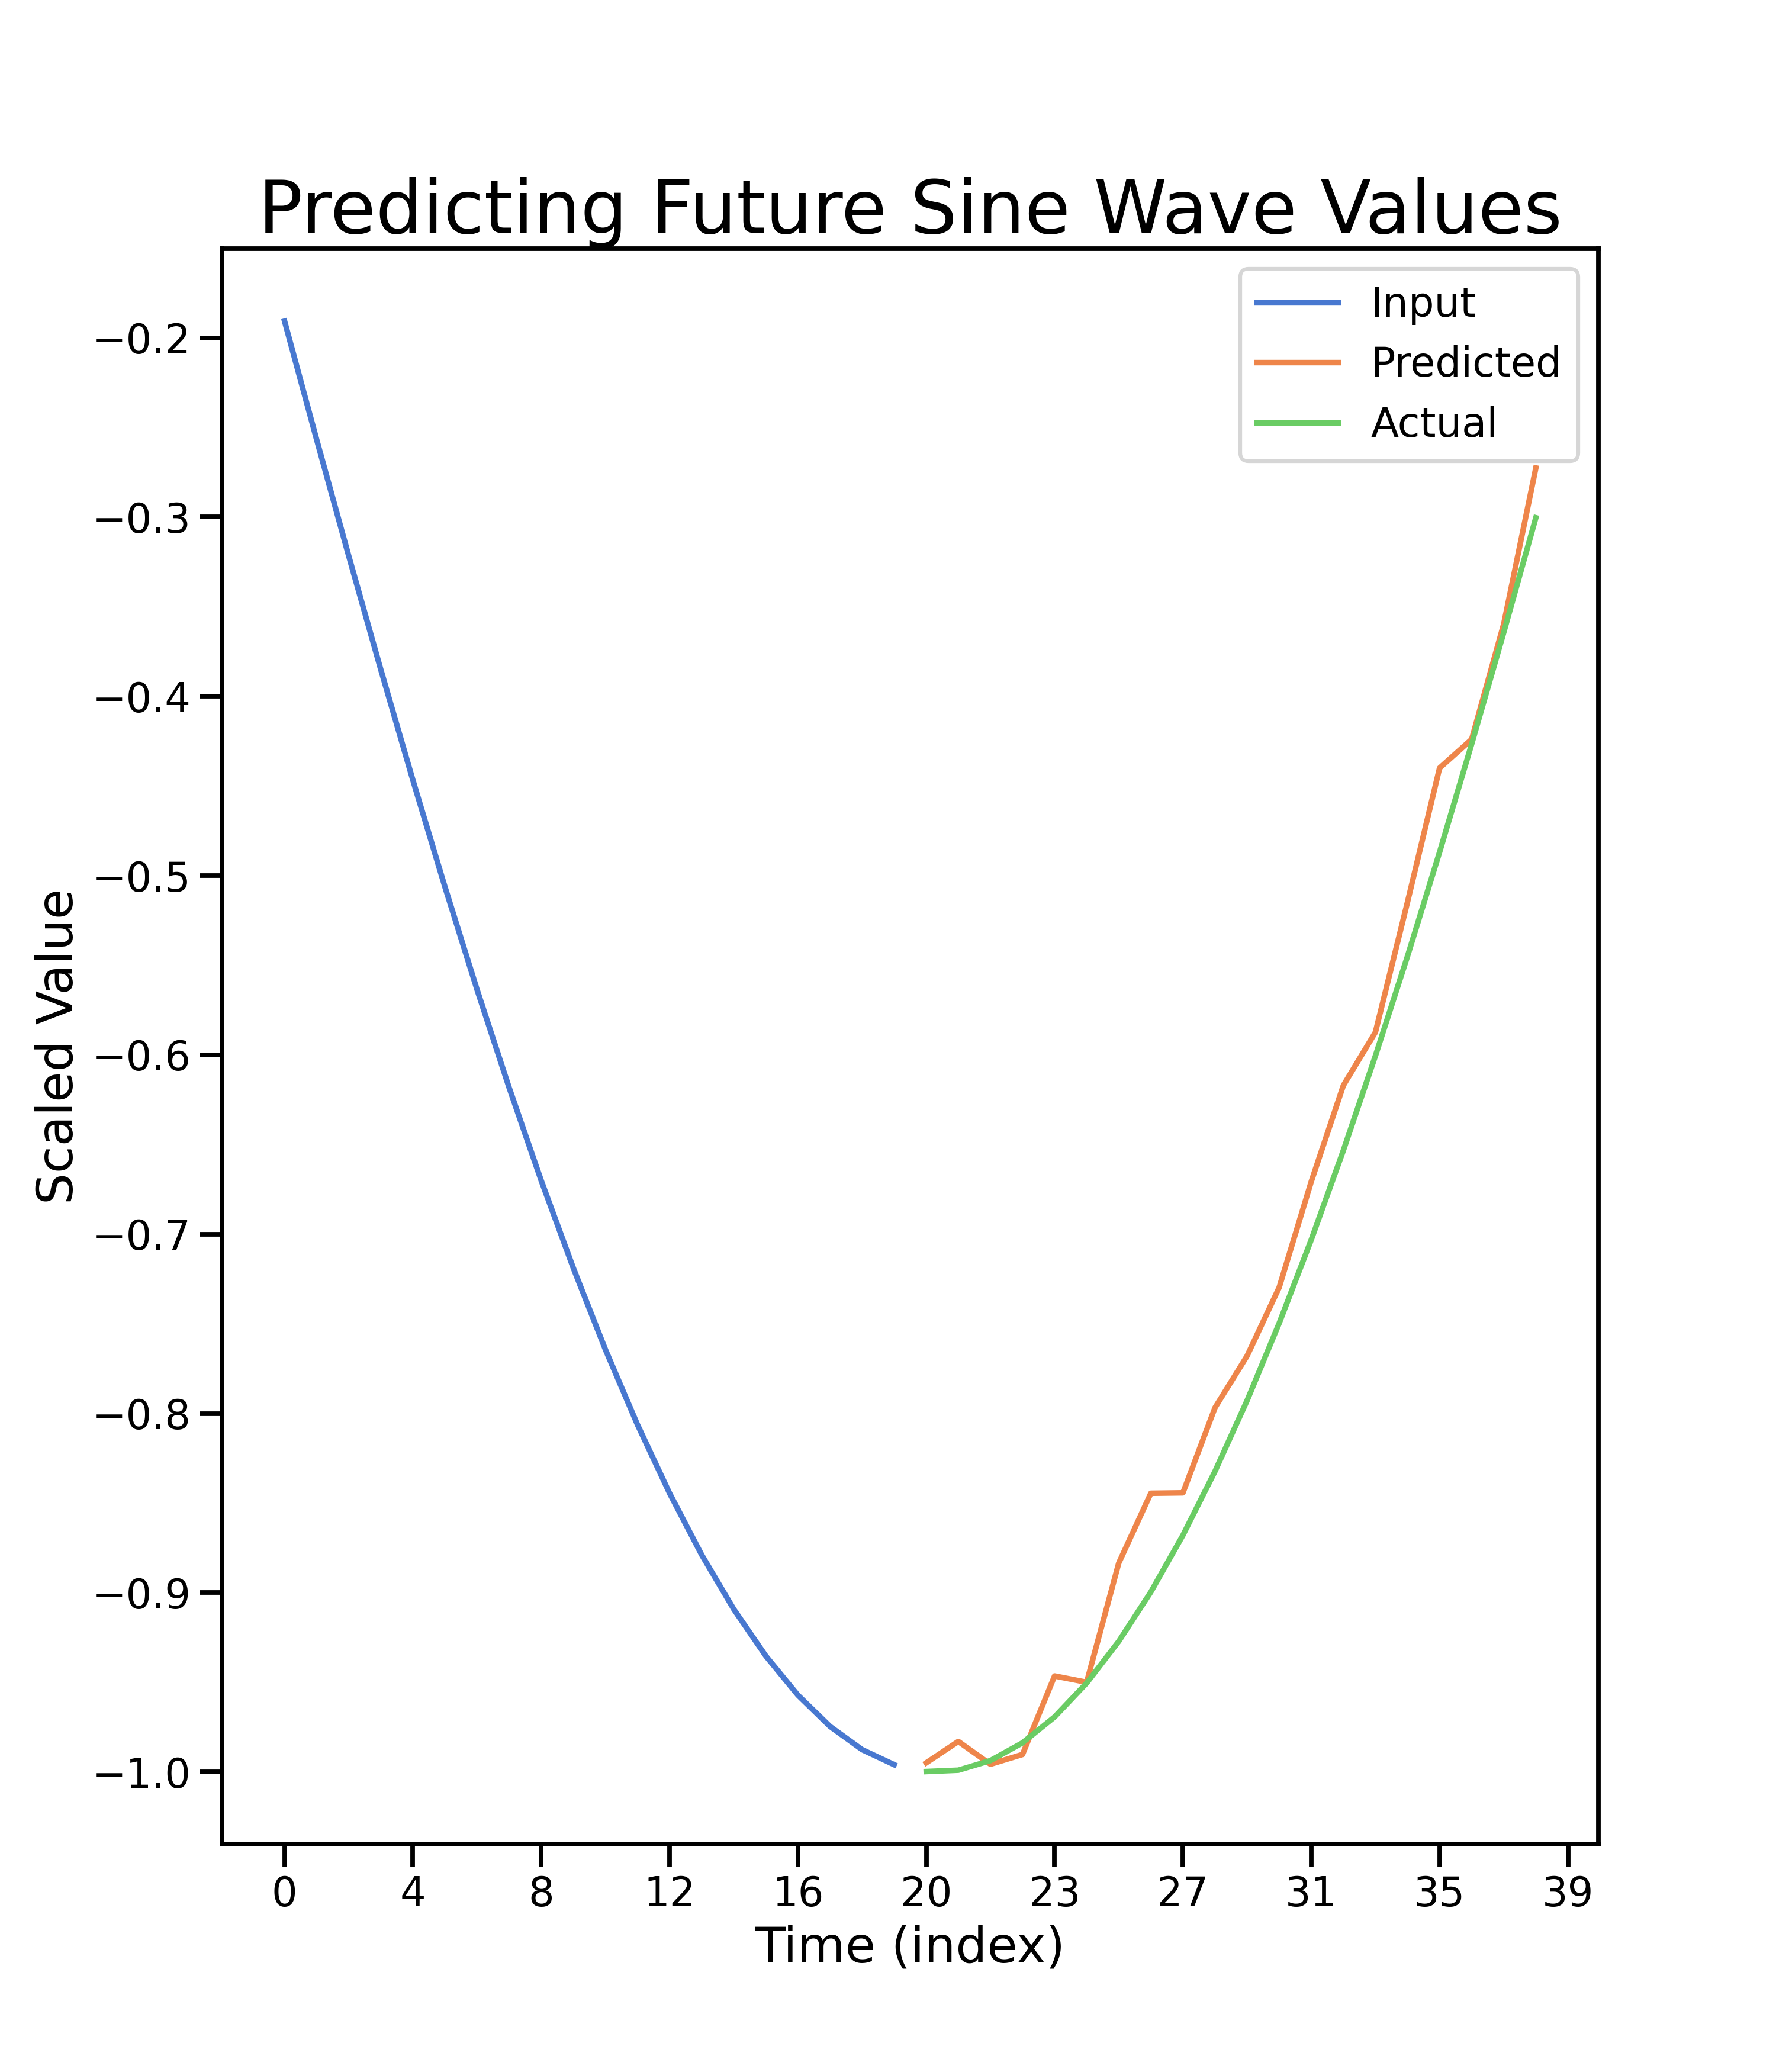 Predicting Future Sine Wave Values
Input
Predicted
Actual
−0.2
−0.3
−0.4
−0.5
−0.6
−0.7
−0.8
−0.9
−1.0
Scaled Value
0 4 8 12 16 20 23 27 31 35 39
Time (index)